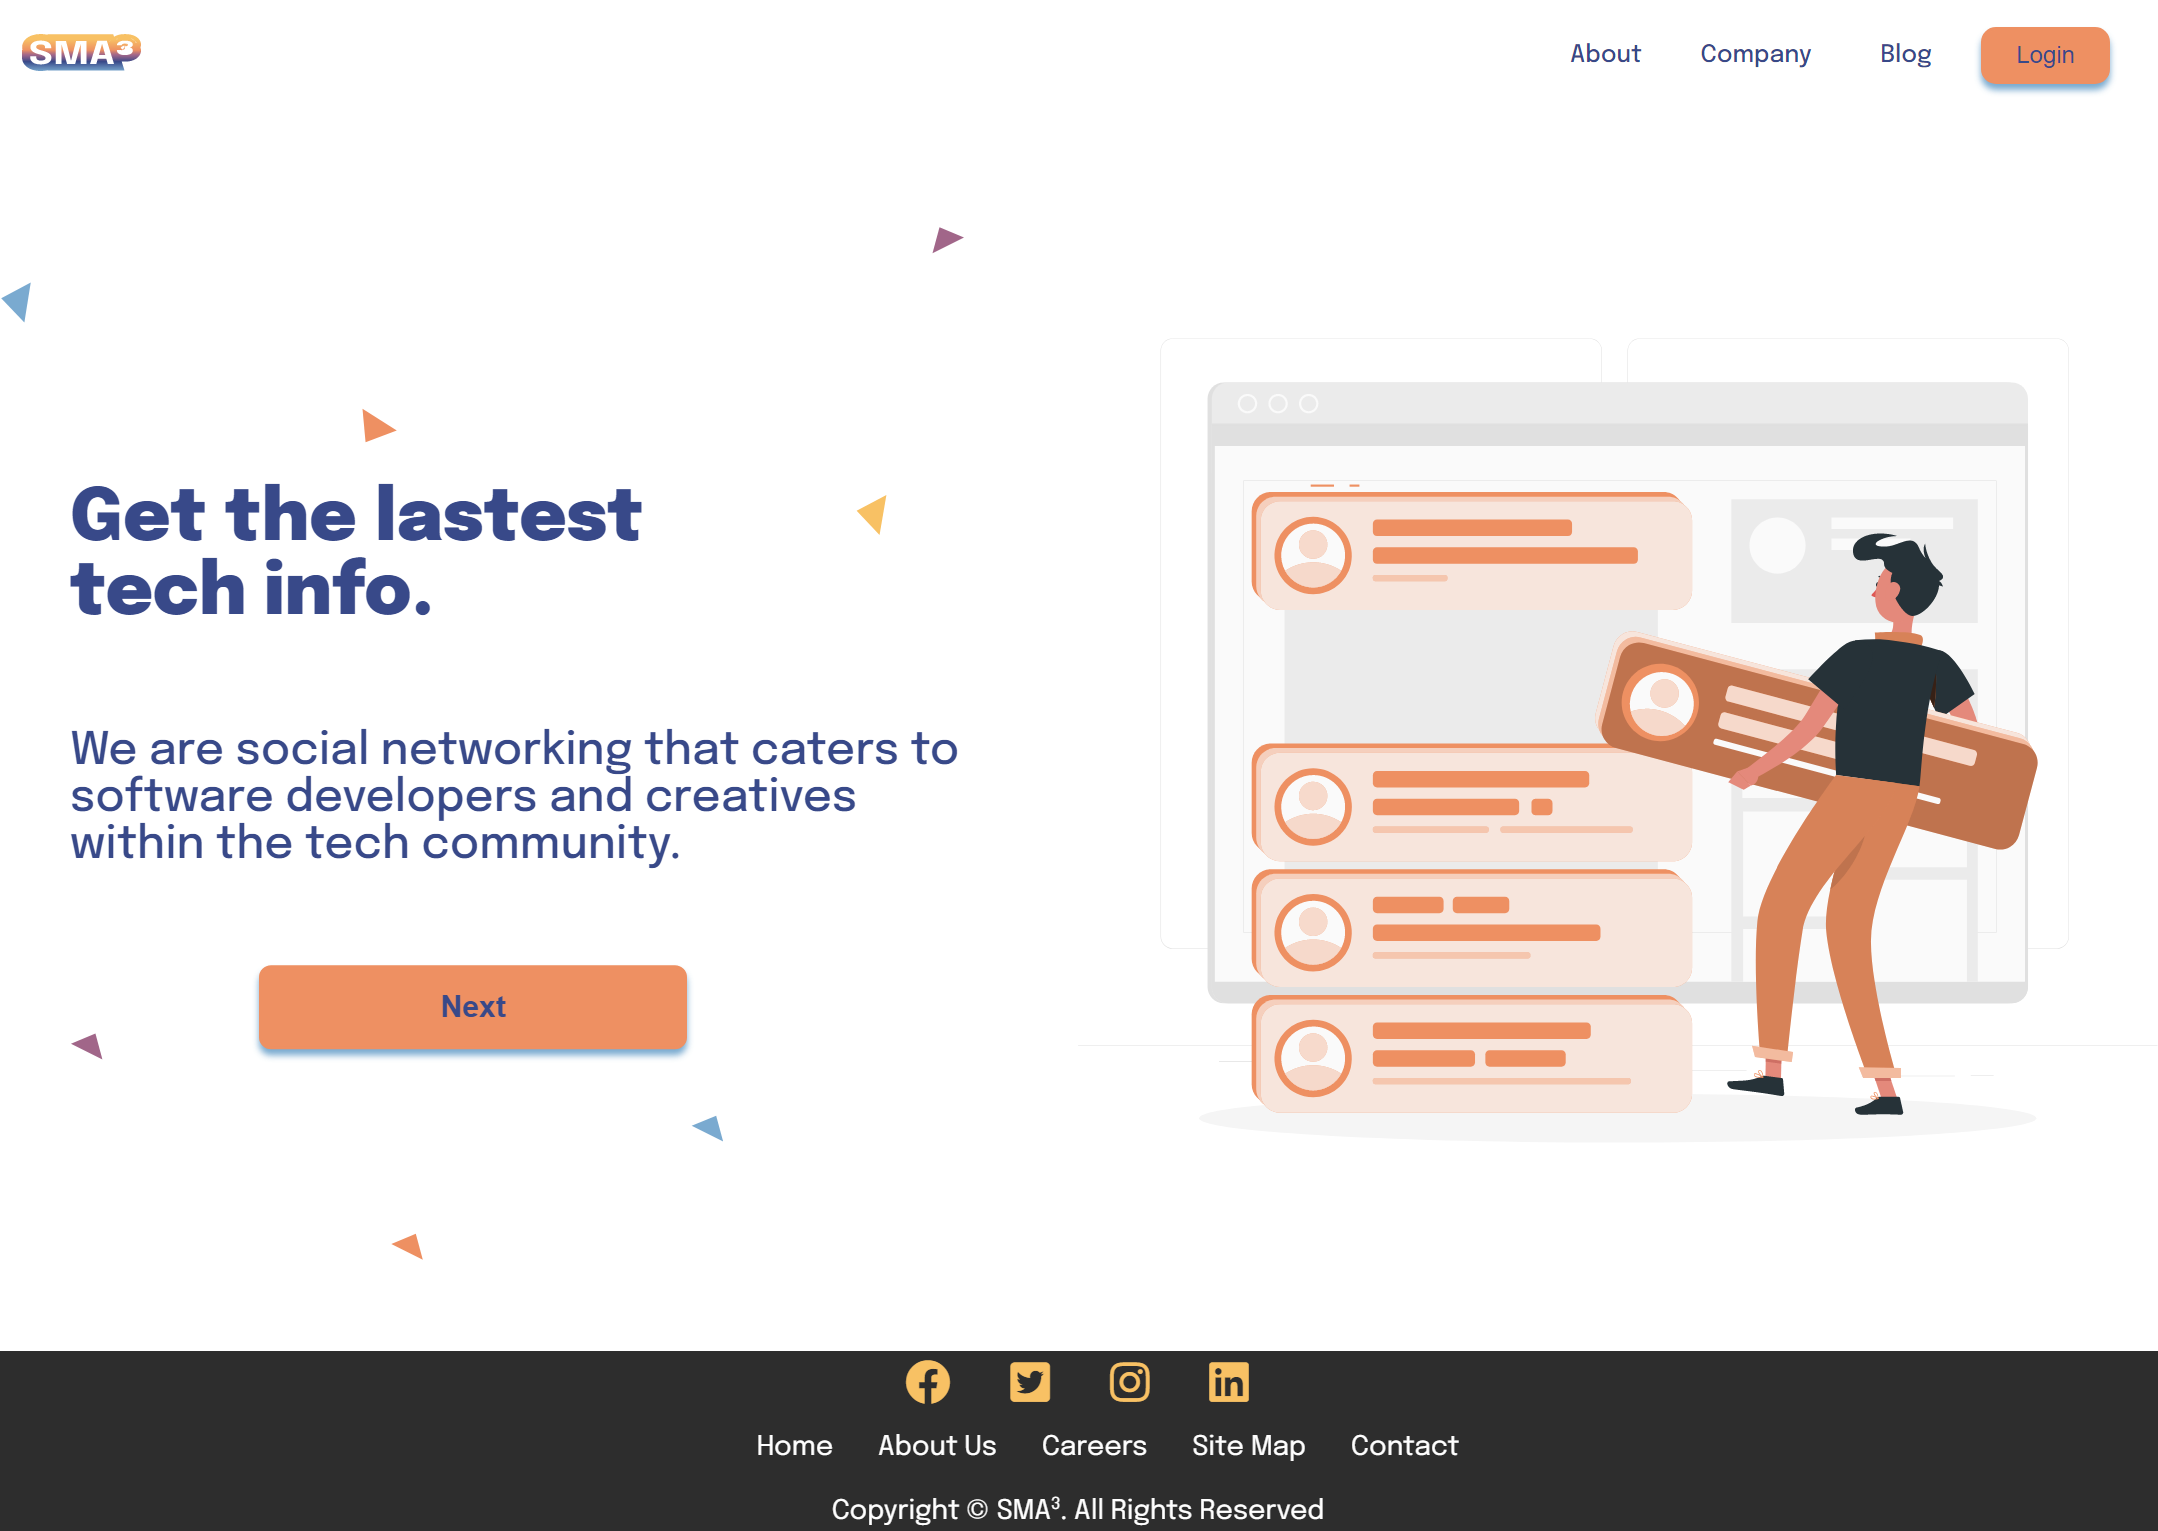 SMA³
About
Company
Blog
Login
Get the lastest
tech info.
We are social networking that caters to
software developers and creatives
within the tech community.
Next
Home
About Us
Careers
Site Map
Contact
Copyright © SMA³. All Rights Reserved